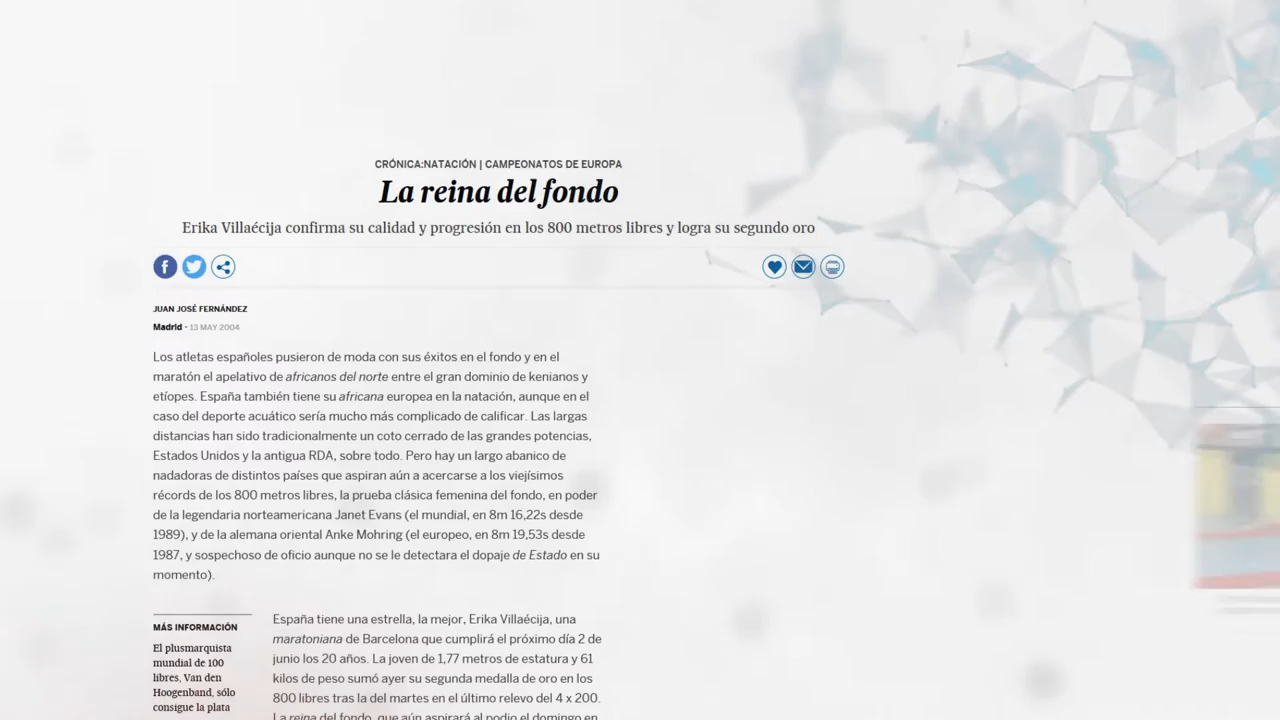 CRÓNICA:NATACIÓN | CAMPEONATOS DE EUROPA
La reina del fondo
Erika Villaécija confirma su calidad y progresión en los 800 metros libres y logra su segundo oro
JUAN JOSÉ FERNÁNDEZ
Madrid - 13 MAY 2004
Los atletas españoles pusieron de moda con sus éxitos en el fondo y en el
maratón el apelativo de africanos del norte entre el gran dominio de kenianos y
etíopes. España también tiene su africana europea en la natación, aunque en el
caso del deporte acuático sería mucho más complicado de calificar. Las largas
distancias han sido tradicionalmente un coto cerrado de las grandes potencias,
Estados Unidos y la antigua RDA, sobre todo. Pero hay un largo abanico de
nadadoras de distintos países que aspiran aún a acercarse a los viejísimos
récords de los 800 metros libres, la prueba clásica femenina del fondo, en poder
de la legendaria norteamericana Janet Evans (el mundial, en 8m 16,22s desde
1989), y de la alemana oriental Anke Mohring (el europeo, en 8m 19,53s desde
1987, y sospechoso de oficio aunque no se le detectara el dopaje de Estado en su
momento).
MÁS INFORMACIÓN
El plusmarquista
mundial de 100
libres, Van den
Hoogenband, sólo
consigue la plata
España tiene una estrella, la mejor, Erika Villaécija, una
maratoniana de Barcelona que cumplirá el próximo día 2 de
junio los 20 años. La joven de 1,77 metros de estatura y 61
kilos de peso sumó ayer su segunda medalla de oro en los
800 libres tras la del martes en el último relevo del 4 x 200.
La reina del fondo, que aún aspirará al podio el domingo en